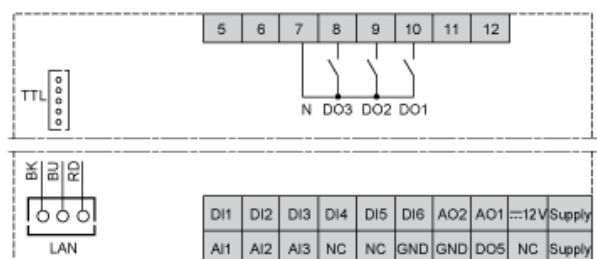 5 6 7 8 9 10 11 12
TTL
N DO3 DO2 DO1
BK BU RD
DI1 DI2 DI3 DI4 DI5 DI6 AO2 AO1 ⎓12V Supply
LAN
AI1 AI2 AI3 NC NC GND GND DO5 NC Supply